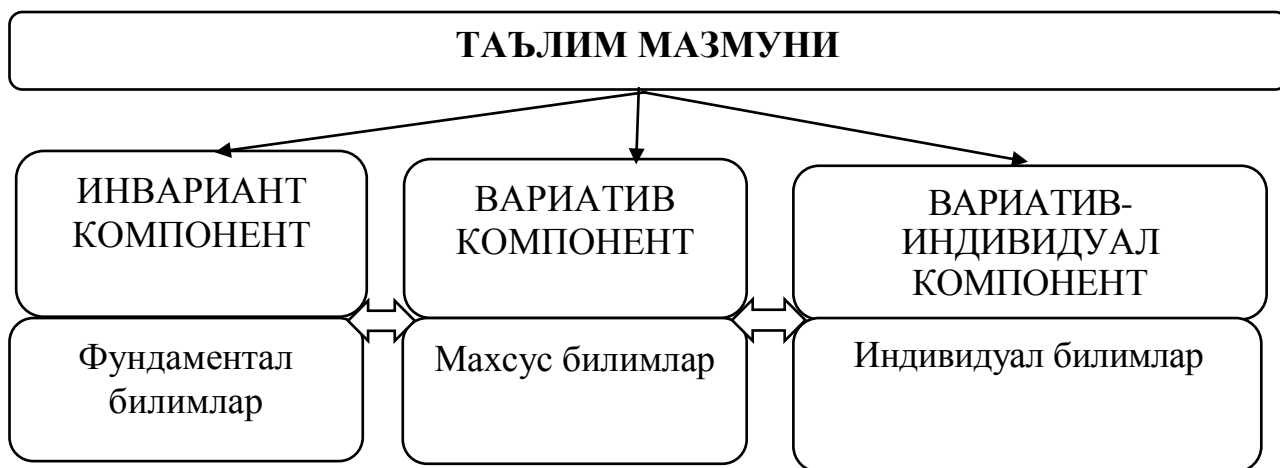 ТАЪЛИМ МАЗМУНИ
ИНВАРИАНТ
КОМПОНЕНТ
ВАРИАТИВ
КОМПОНЕНТ
ВАРИАТИВ-
ИНДИВИДУАЛ
КОМПОНЕНТ
Фундаментал
билимлар
Махсус билимлар
Индивидуал билимлар